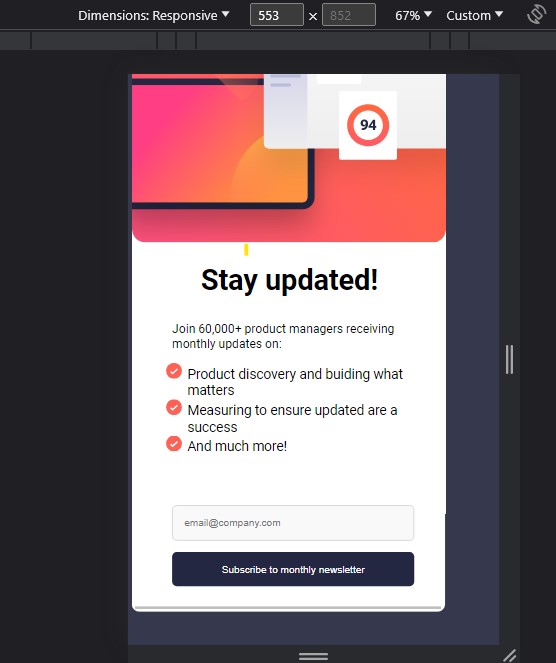 Dimensions: Responsive ▼ 553 × 852 67% ▼ Custom ▼
94
Stay updated!
Join 60,000+ product managers receiving
monthly updates on:
Product discovery and buiding what
matters
Measuring to ensure updated are a
success
And much more!
email@company.com
Subscribe to monthly newsletter